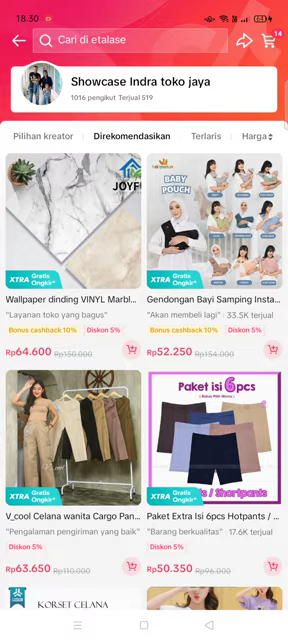 18.30
Cari di etalase
14
Showcase Indra toko jaya
1016 pengikut Terjual 519
Pilihan kreator
Direkomendasikan
Terlaris
Harga
JOYFU
XTRA Gratis Ongkir*
Wallpaper dinding VINYL Marbl...
"Layanan toko yang bagus"
Bonus cashback 10% Diskon 5%
Rp64.600 Rp150.000
BABY POUCH
XTRA Gratis Ongkir*
Gendongan Bayi Samping Insta...
"Akan membeli lagi" 33.5K terjual
Bonus cashback 10% Diskon 5%
Rp52.250 Rp154.000
XTRA Gratis Ongkir*
V_cool Celana wanita Cargo Pan...
"Pengalaman pengiriman yang baik"
Diskon 5%
Rp63.650 Rp110.000
Paket isi 6pcs
XTRA Gratis Ongkir*
s / Shortpants
Paket Extra Isi 6pcs Hotpants / ...
"Barang berkualitas" 17.6K terjual
Diskon 5%
Rp50.350 Rp96.000
KORSET CELANA